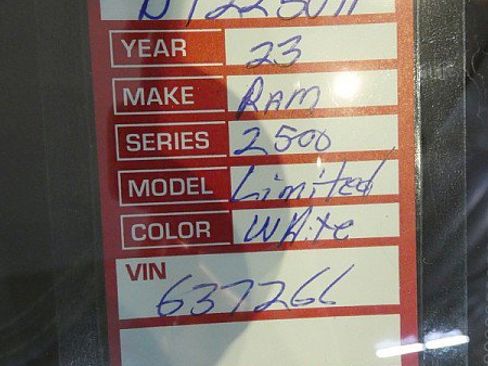 YEAR 23
MAKE RAM
SERIES 2500
MODEL Limited
COLOR WHite
VIN
637266